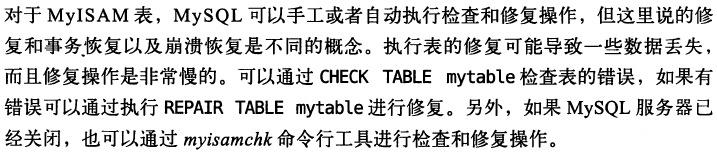 对于 MyISAM 表，MySQL 可以手工或者自动执行检查和修复操作，但这里说的修
复和事务恢复以及崩溃恢复是不同的概念。执行表的修复可能导致一些数据丢失，
而且修复操作是非常慢的。可以通过 CHECK TABLE mytable 检查表的错误，如果有
错误可以通过执行 REPAIR TABLE mytable 进行修复。另外，如果 MySQL 服务器已
经关闭，也可以通过 myisamchk 命令行工具进行检查和修复操作。